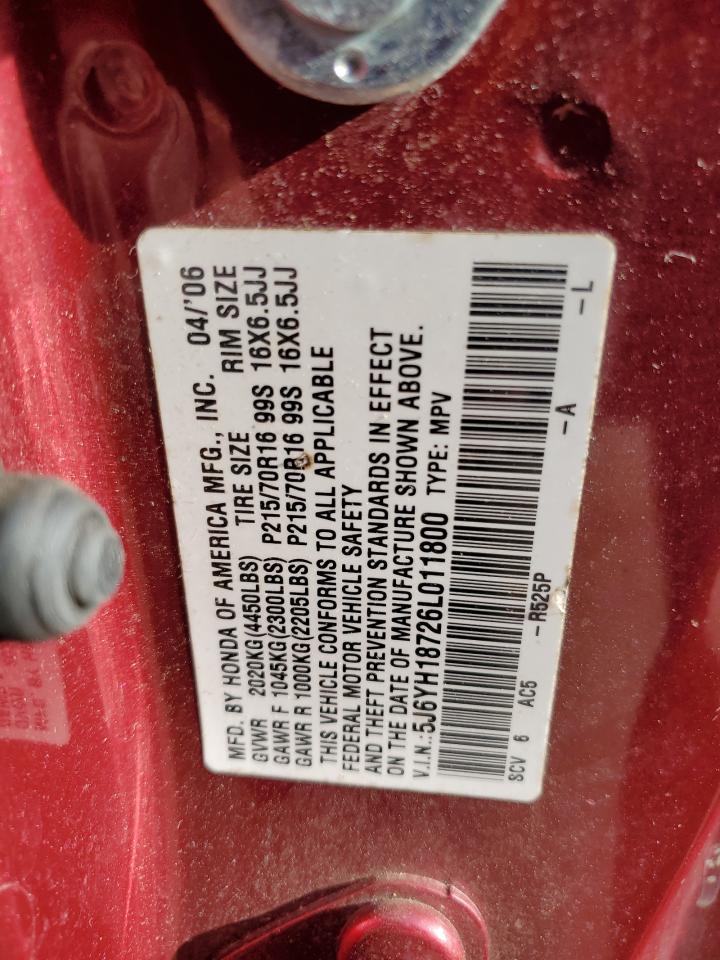 MFD. BY HONDA OF AMERICA MFG., INC. 04/'06
GVWR 2020KG(4450LBS) TIRE SIZE RIM SIZE
GAWR F 1045KG(2300LBS) P215/70R16 99S 16X6.5JJ
GAWR R 1000KG(2205LBS) P215/70R16 99S 16X6.5JJ
THIS VEHICLE CONFORMS TO ALL APPLICABLE
FEDERAL MOTOR VEHICLE SAFETY
AND THEFT PREVENTION STANDARDS IN EFFECT
ON THE DATE OF MANUFACTURE SHOWN ABOVE.
V.I.N.:5J6YH18726L011800 TYPE: MPV
SCV 6 AC5 -R525P -A -L